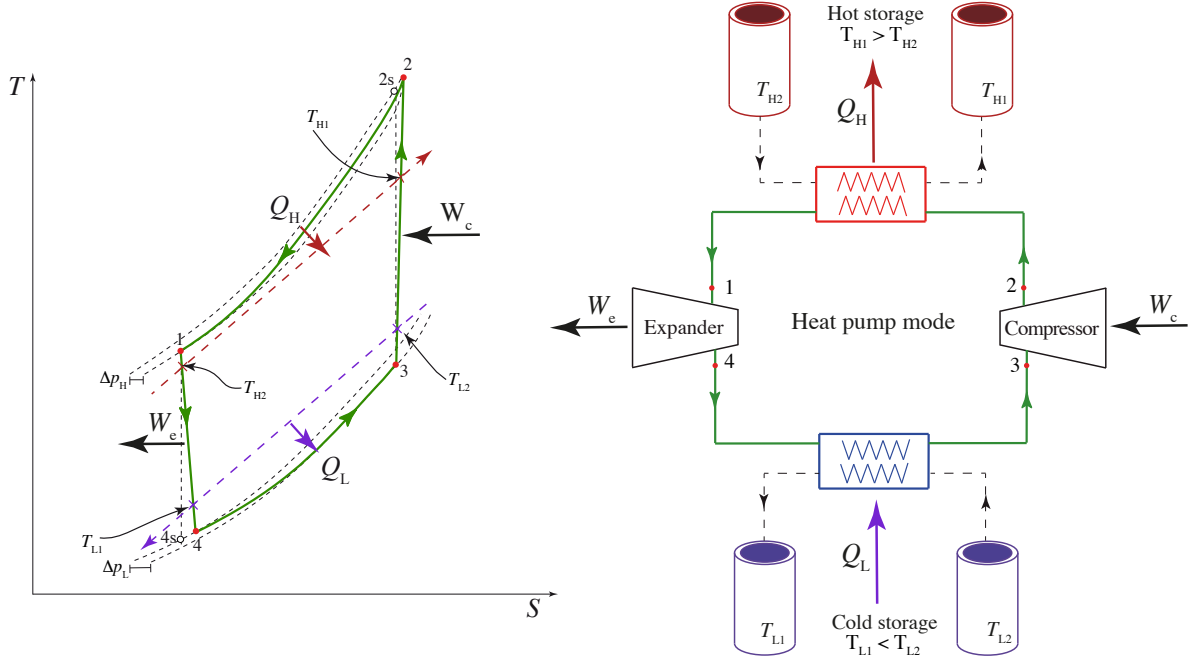 T
2s
2
T_H1
Q_H
W_c
1
Δp_H
T_H2
3
T_L2
W_e
Q_L
T_L1
4s
4
Δp_L
S
Hot storage
T_H1 > T_H2
T_H2
T_H1
Q_H
1
2
W_e
Expander
Heat pump mode
Compressor
W_c
4
3
Q_L
T_L1
T_L2
Cold storage
T_L1 < T_L2